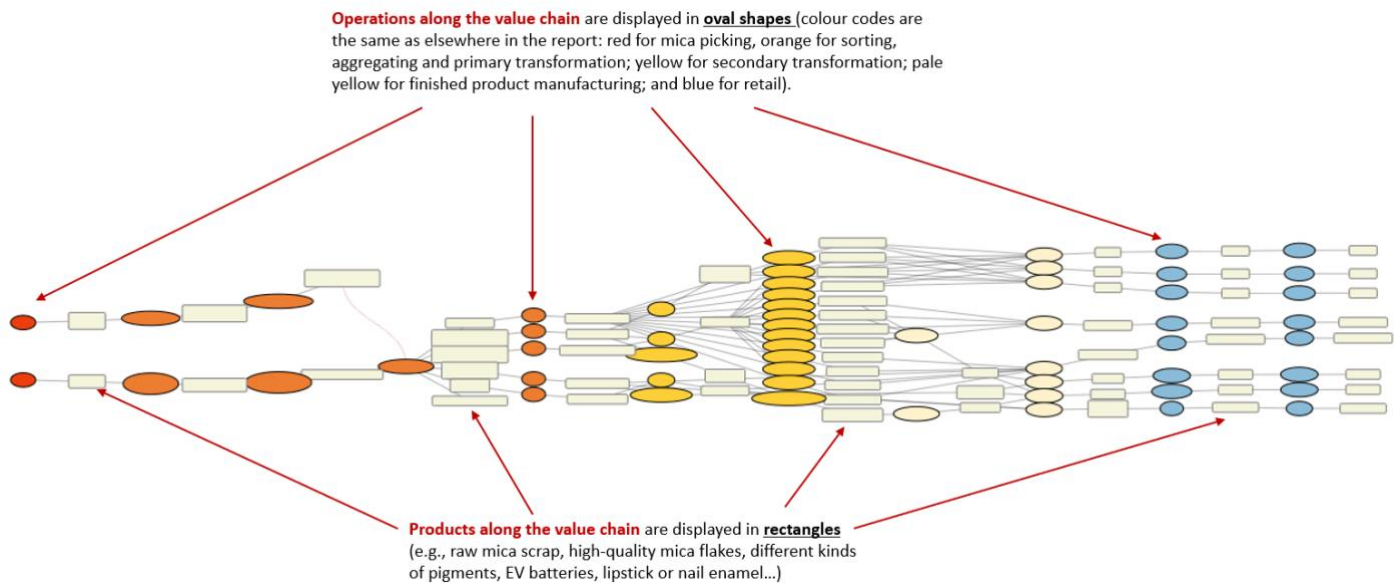 Operations along the value chain are displayed in oval shapes (colour codes are
the same as elsewhere in the report: red for mica picking, orange for sorting,
aggregating and primary transformation; yellow for secondary transformation; pale
yellow for finished product manufacturing; and blue for retail).
Products along the value chain are displayed in rectangles
(e.g., raw mica scrap, high-quality mica flakes, different kinds
of pigments, EV batteries, lipstick or nail enamel…)